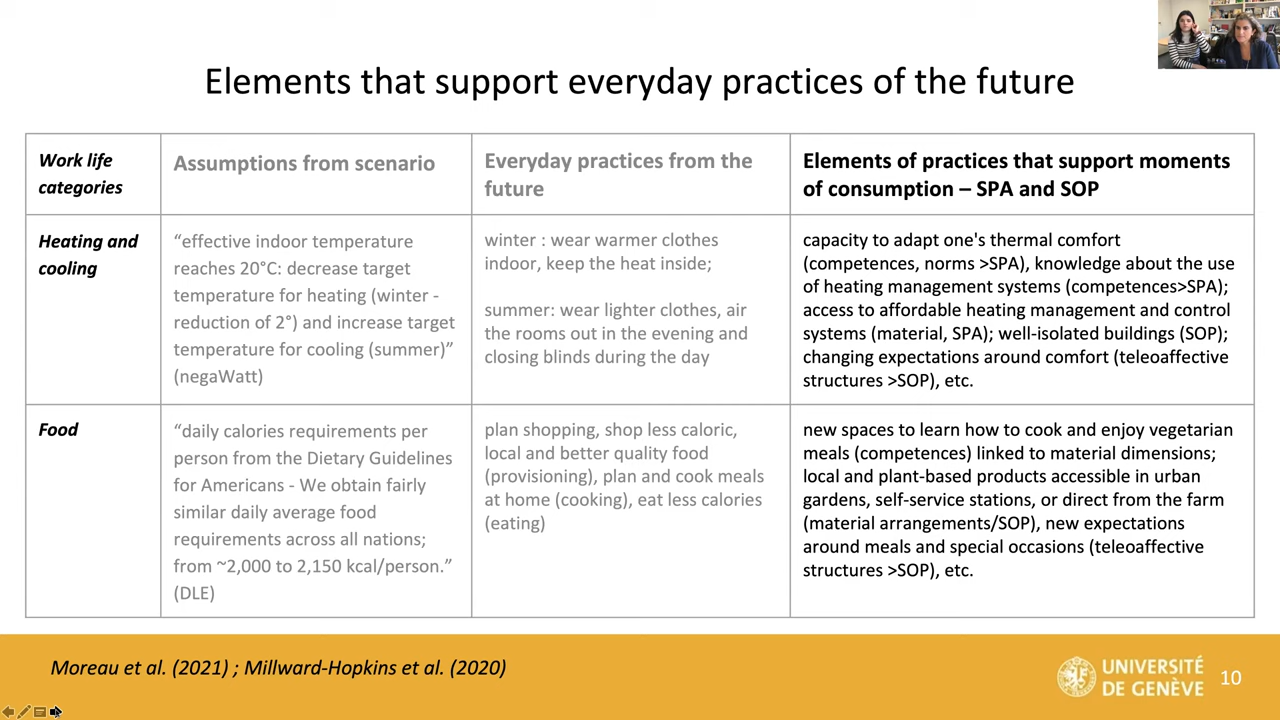 Elements that support everyday practices of the future
Work life
categories
Assumptions from scenario
Everyday practices from the
future
Elements of practices that support moments
of consumption – SPA and SOP
Heating and
cooling
“effective indoor temperature
reaches 20°C: decrease target
temperature for heating (winter -
reduction of 2°) and increase target
temperature for cooling (summer)”
(negaWatt)
winter : wear warmer clothes
indoor, keep the heat inside;
summer: wear lighter clothes, air
the rooms out in the evening and
closing blinds during the day
capacity to adapt one's thermal comfort
(competences, norms >SPA), knowledge about the use
of heating management systems (competences>SPA);
access to affordable heating management and control
systems (material, SPA); well-isolated buildings (SOP);
changing expectations around comfort (teleoaffective
structures >SOP), etc.
Food
“daily calories requirements per
person from the Dietary Guidelines
for Americans - We obtain fairly
similar daily average food
requirements across all nations;
from ~2,000 to 2,150 kcal/person.”
(DLE)
plan shopping, shop less caloric,
local and better quality food
(provisioning), plan and cook meals
at home (cooking), eat less calories
(eating)
new spaces to learn how to cook and enjoy vegetarian
meals (competences) linked to material dimensions;
local and plant-based products accessible in urban
gardens, self-service stations, or direct from the farm
(material arrangements/SOP), new expectations
around meals and special occasions (teleoaffective
structures >SOP), etc.
Moreau et al. (2021) ; Millward-Hopkins et al. (2020)
UNIVERSITÉ
DE GENÈVE
10